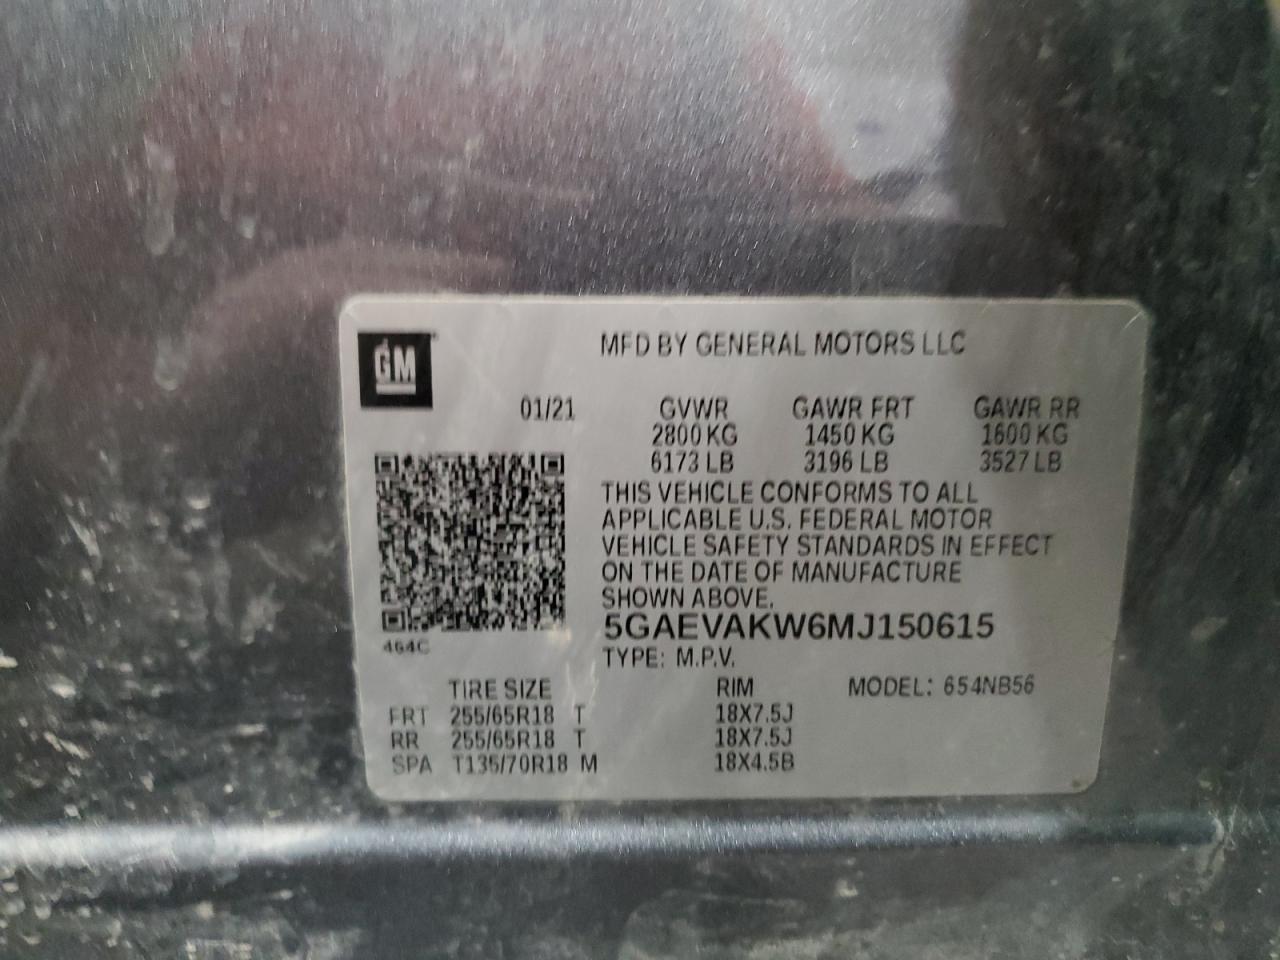 GM
MFD BY GENERAL MOTORS LLC
01/21 GVWR GAWR FRT GAWR RR
2800 KG 1450 KG 1600 KG
6173 LB 3196 LB 3527 LB
THIS VEHICLE CONFORMS TO ALL
APPLICABLE U.S. FEDERAL MOTOR
VEHICLE SAFETY STANDARDS IN EFFECT
ON THE DATE OF MANUFACTURE
SHOWN ABOVE.
5GAEVAKW6MJ150615
464C
TYPE: M.P.V.
TIRE SIZE RIM MODEL: 654NB56
FRT 255/65R18 T 18X7.5J
RR 255/65R18 T 18X7.5J
SPA T135/70R18 M 18X4.5B